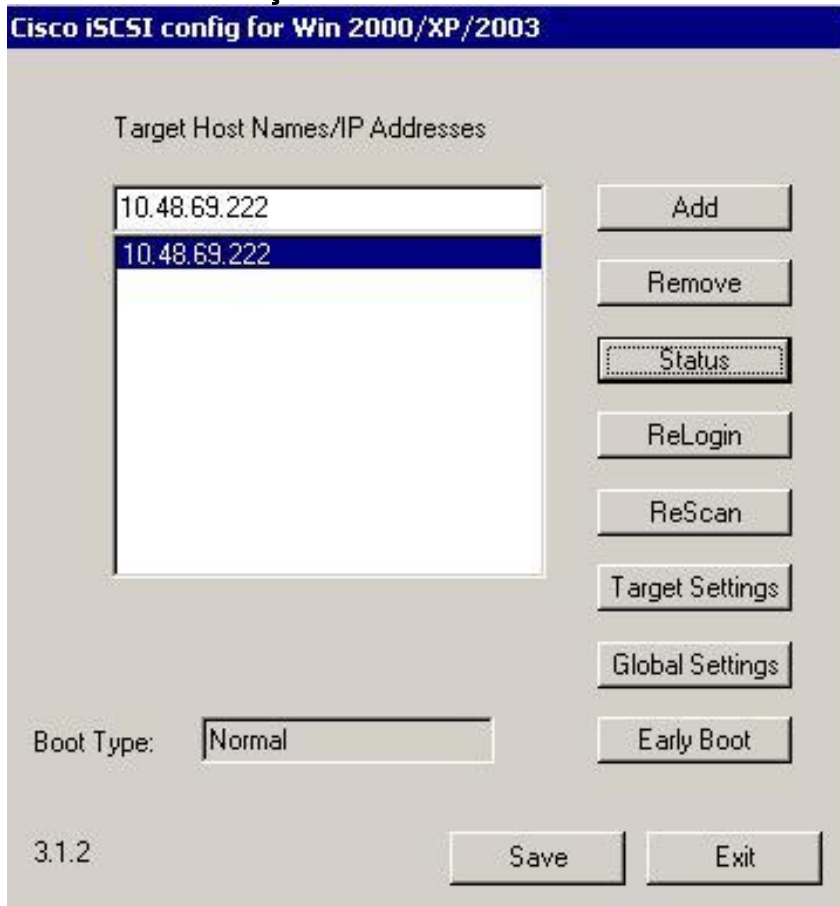 Cisco iSCSI config for Win 2000/XP/2003
Target Host Names/IP Addresses
10.48.69.222
Add
10.48.69.222
Remove
Status
ReLogin
ReScan
Target Settings
Global Settings
Boot Type: Normal
Early Boot
3.1.2
Save
Exit